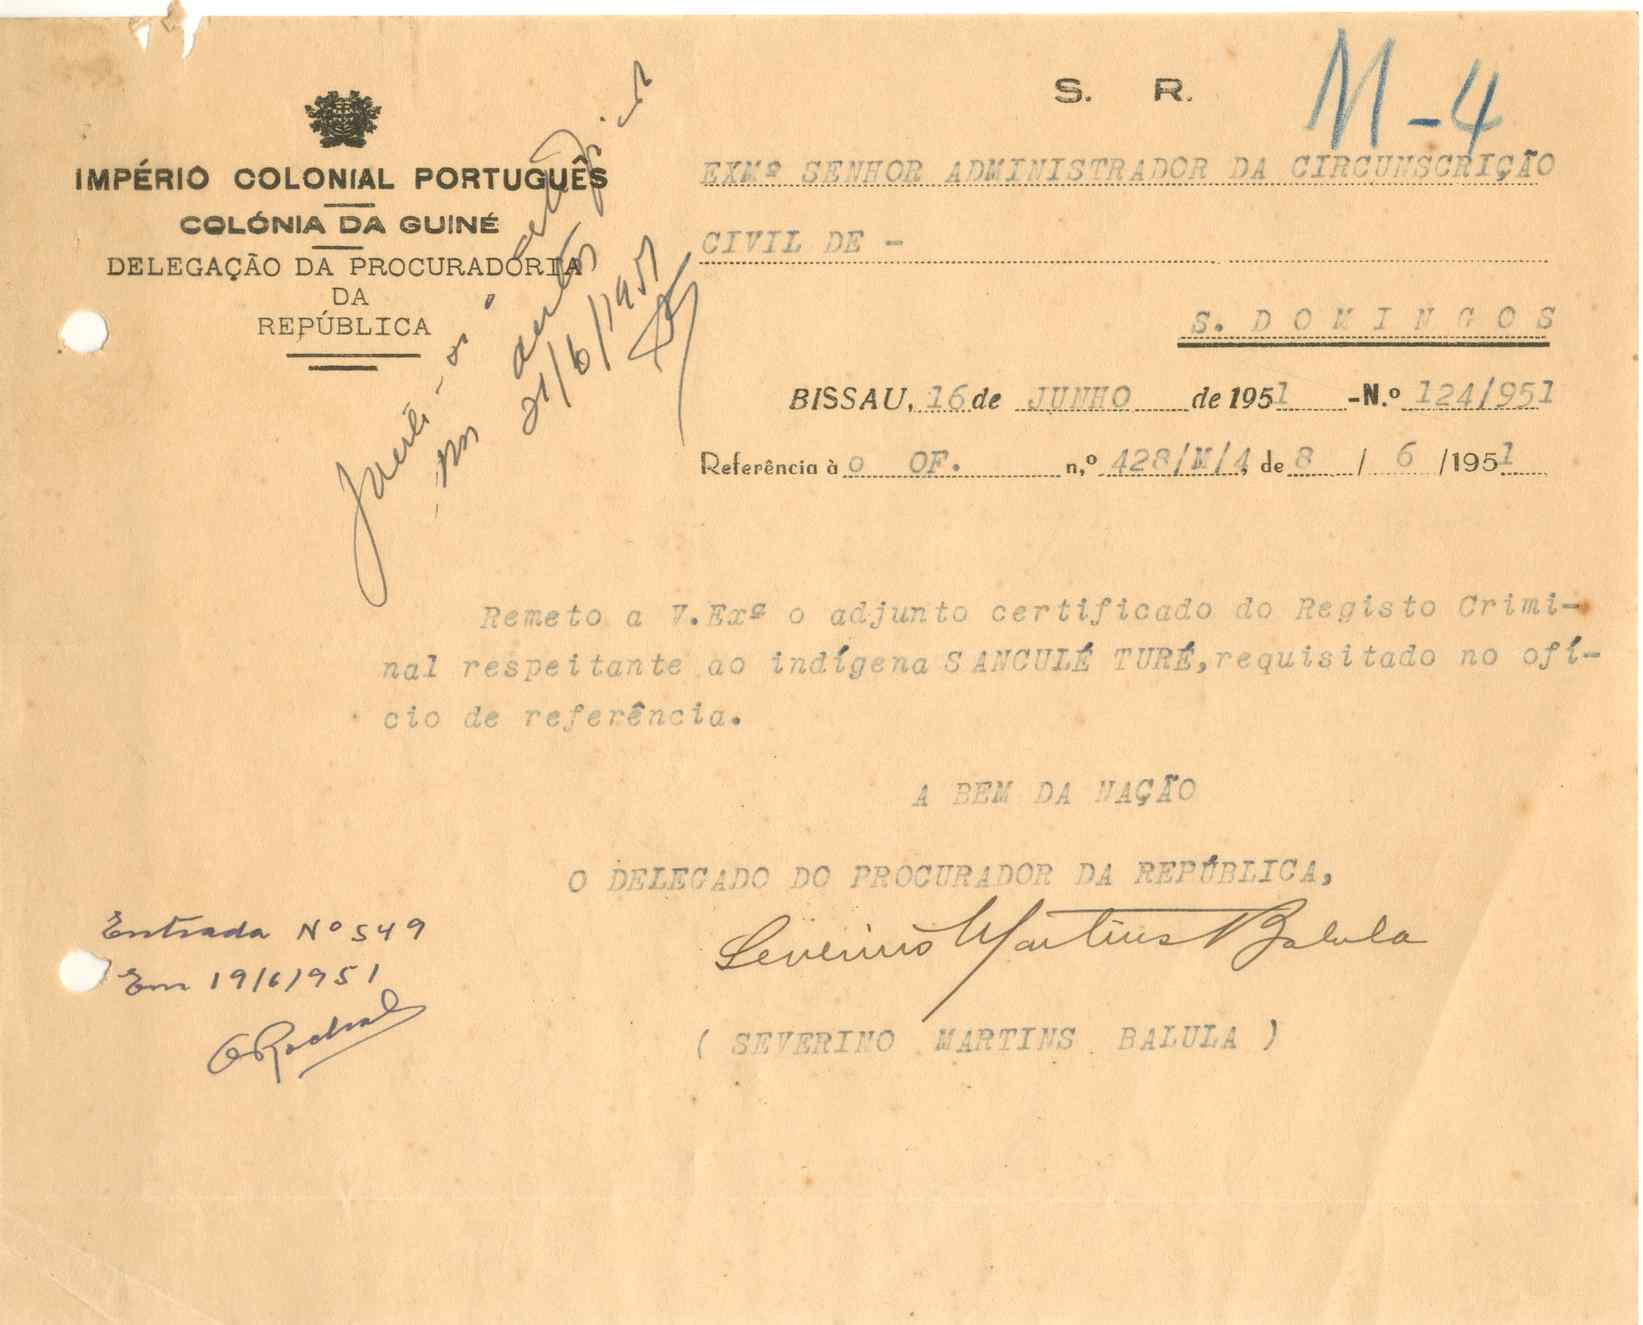 S. R.
M-4
IMPÉRIO COLONIAL PORTUGUÊS
COLÓNIA DA GUINÉ
DELEGAÇÃO DA PROCURADORIA
DA
REPÚBLICA
EXMº SENHOR ADMINISTRADOR DA CIRCUNSCRIÇÃO
CIVIL DE -
S. DOMINGOS
BISSAU, 16 de JUNHO de 1951 -N.º 124/951
Referência à o OF. n,º 428/M/4, de 8 / 6 /1951
autos
21/6/1951
Remeto a V.Exª o adjunto certificado do Registo Crimi-
nal respeitante ao indígena SANCULÉ TURÉ, requisitado no ofí-
cio de referência.
A BEM DA NAÇÃO
O DELEGADO DO PROCURADOR DA REPÚBLICA,
Severino Martins Balula
( SEVERINO MARTINS BALULA )
Entrada Nº 549
Em 19/6/951